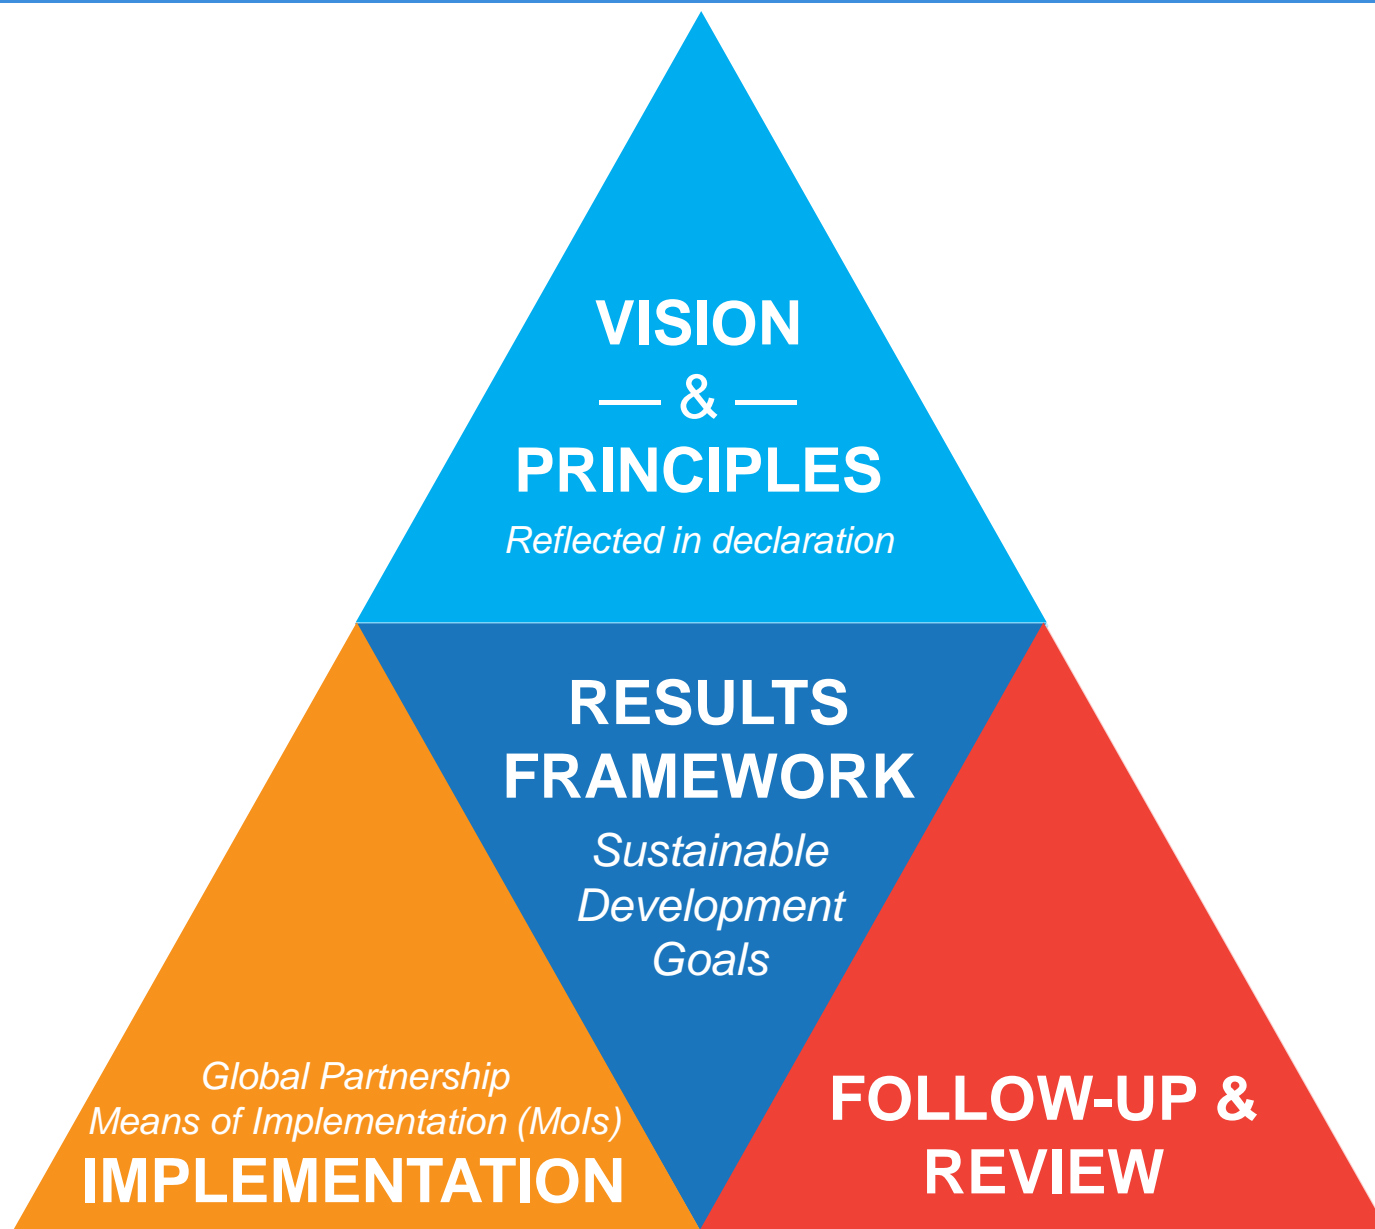 VISION
— & —
PRINCIPLES
Reflected in declaration
RESULTS
FRAMEWORK
Sustainable
Development
Goals
Global Partnership
Means of Implementation (MoIs)
IMPLEMENTATION
FOLLOW-UP &
REVIEW